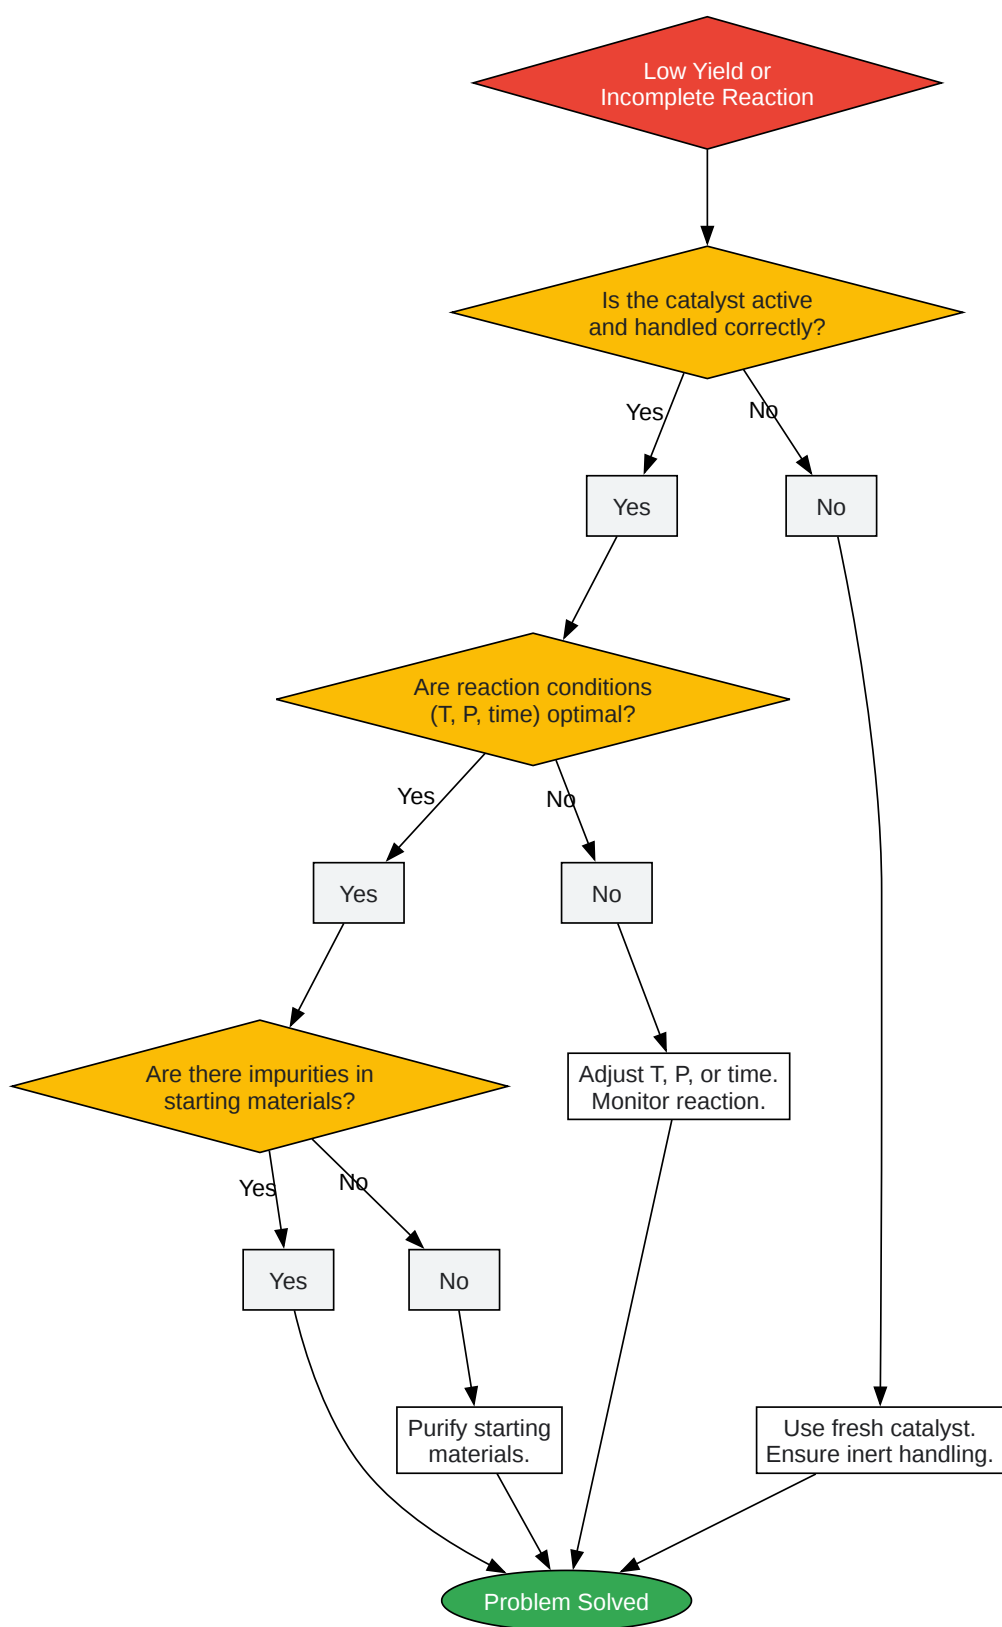 Low Yield or
Incomplete Reaction
Is the catalyst active
and handled correctly?
Yes
No
Yes
No
Are reaction conditions
(T, P, time) optimal?
Yes
No
Yes
No
Are there impurities in
starting materials?
Adjust T, P, or time.
Monitor reaction.
Yes
No
Yes
No
Purify starting
materials.
Use fresh catalyst.
Ensure inert handling.
Problem Solved